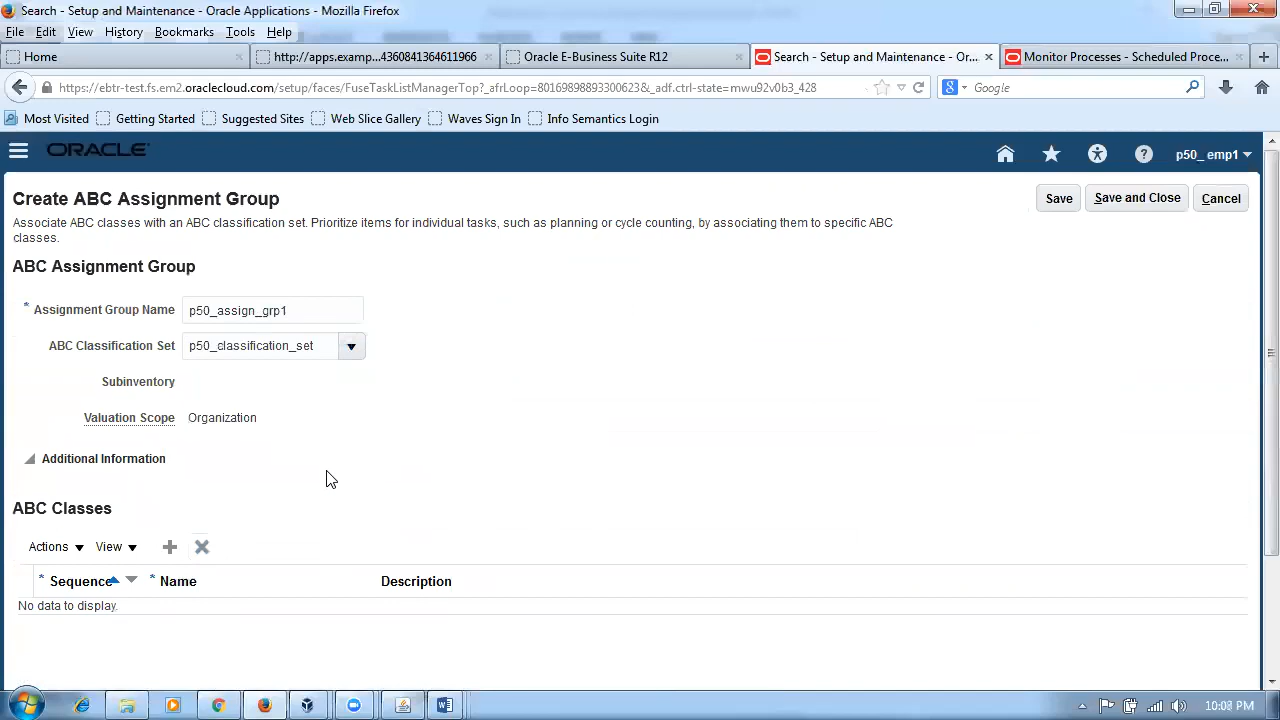 Search - Setup and Maintenance - Oracle Applications - Mozilla Firefox
File Edit View History Bookmarks Tools Help
Home
http://apps.examp...4360841364611966
Oracle E-Business Suite R12
Search - Setup and Maintenance - Or...
Monitor Processes - Scheduled Proce...
https://ebtr-test.fs.em2.oraclecloud.com/setup/faces/FuseTaskListManagerTop?_afrLoop=80169898893300623&_adf.ctrl-state=mwu92v0b3_428
Google
Most Visited Getting Started Suggested Sites Web Slice Gallery Waves Sign In Info Semantics Login
ORACLE
p50_ emp1
Create ABC Assignment Group
Save Save and Close Cancel
Associate ABC classes with an ABC classification set. Prioritize items for individual tasks, such as planning or cycle counting, by associating them to specific ABC
classes.
ABC Assignment Group
* Assignment Group Name p50_assign_grp1
ABC Classification Set p50_classification_set
Subinventory
Valuation Scope Organization
Additional Information
ABC Classes
Actions View
* Sequence * Name Description
No data to display.
10:08 PM